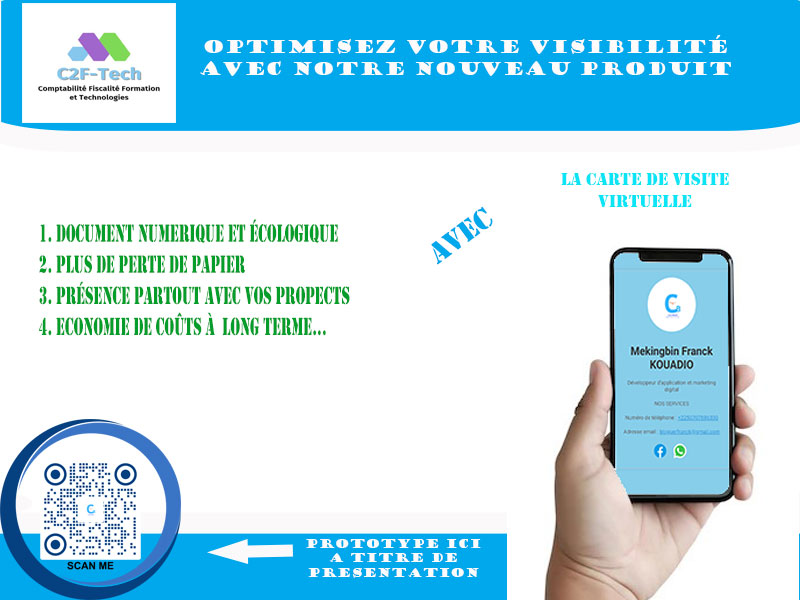 C2F-Tech
Comptabilité Fiscalité Formation
et Technologies
OPTIMISEZ VOTRE VISIBILITÉ
AVEC NOTRE NOUVEAU PRODUIT
LA CARTE DE VISITE
VIRTUELLE
AVEC
1. DOCUMENT NUMERIQUE ET ÉCOLOGIQUE
2. PLUS DE PERTE DE PAPIER
3. PRÉSENCE PARTOUT AVEC VOS PROPECTS
4. ECONOMIE DE COÛTS À LONG TERME...
Mekingbin Franck
KOUADIO
Développeur d'application et marketing
digital
NOS SERVICES
Numéro de téléphone :
Adresse email :
SCAN ME
PROTOTYPE ICI
A TITRE DE
PRESENTATION